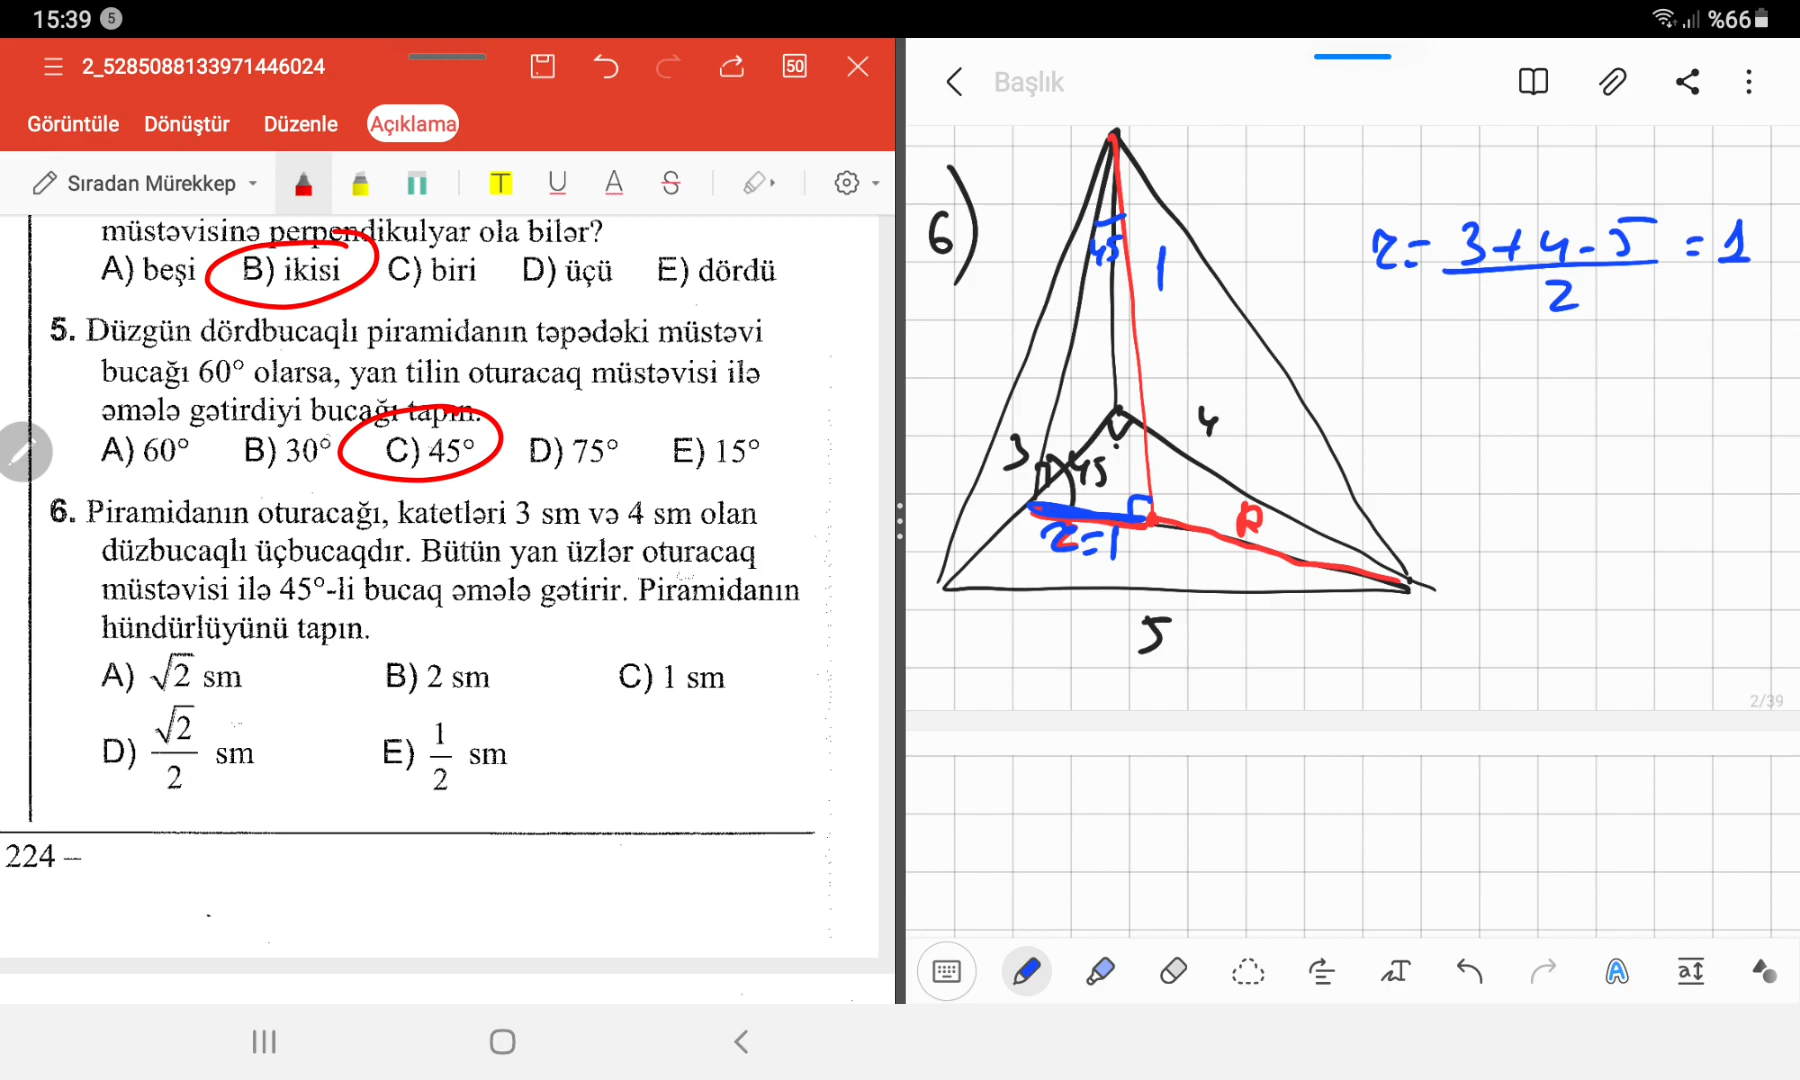 15:39 5 %66
2_5285088133971446024 50
Görüntüle Dönüştür Düzenle Açıklama
Sıradan Mürekkep T U A S
müstəvisinə perpendikulyar ola bilər?
A) beşi B) ikisi C) biri D) üçü E) dördü
5. Düzgün dördbucaqlı piramidanın təpədəki müstəvi
bucağı 60° olarsa, yan tilin oturacaq müstəvisi ilə
əmələ gətirdiyi bucağı tapın.
A) 60° B) 30° C) 45° D) 75° E) 15°
6. Piramidanın oturacağı, katetləri 3 sm və 4 sm olan
düzbucaqlı üçbucaqdır. Bütün yan üzlər oturacaq
müstəvisi ilə 45°-li bucaq əmələ gətirir. Piramidanın
hündürlüyünü tapın.
A) √2 sm B) 2 sm C) 1 sm
D) √2/2 sm E) 1/2 sm
224 –
Başlık
6)
45 1
r = (3+4-5)/2 = 1
3 4
45
R
r=1
5
2/39